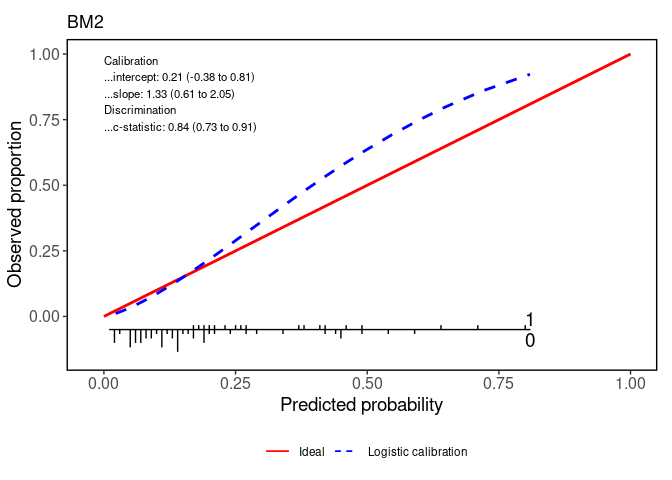 BM2
Calibration
...intercept: 0.21 (-0.38 to 0.81)
...slope: 1.33 (0.61 to 2.05)
Discrimination
...c-statistic: 0.84 (0.73 to 0.91)
Observed proportion
1.00
0.75
0.50
0.25
0.00
1
0
0.00 0.25 0.50 0.75 1.00
Predicted probability
Ideal Logistic calibration